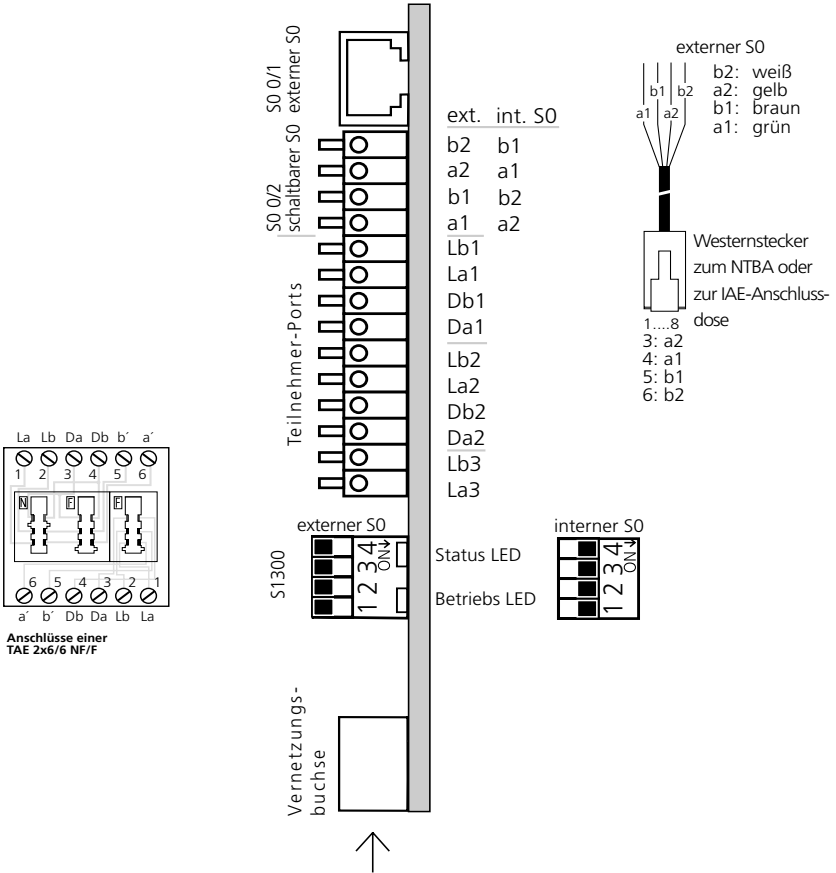 S0 0/1
externer S0
S0 0/2
schaltbarer S0
Teilnehmer-Ports
ext. int. S0
b2 b1
a2 a1
b1 b2
a1 a2
Lb1
La1
Db1
Da1
Lb2
La2
Db2
Da2
Lb3
La3
externer S0
b2: weiß
a2: gelb
b1: braun
a1: grün
b1 b2
a1 a2
Westernstecker
zum NTBA oder
zur IAE-Anschluss-
dose
1....8
3: a2
4: a1
5: b1
6: b2
La Lb Da Db b´ a´
1 2 3 4 5 6
N F F
6 5 4 3 2 1
a´ b´ Db Da Lb La
Anschlüsse einer
TAE 2x6/6 NF/F
externer S0
S1300
1 2 3 4
ON↓
Status LED
Betriebs LED
interner S0
1 2 3 4
ON↓
Vernetzungs-
buchse